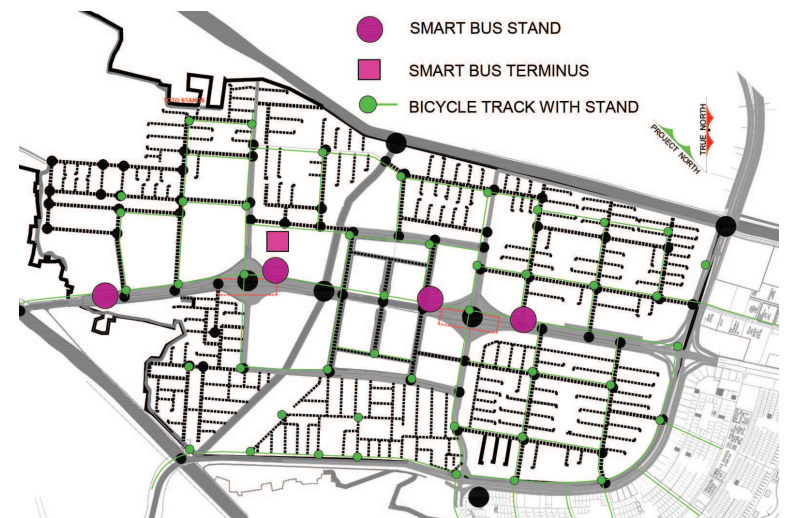 SMART BUS STAND
SMART BUS TERMINUS
BICYCLE TRACK WITH STAND
PROJECT NORTH
TRUE NORTH